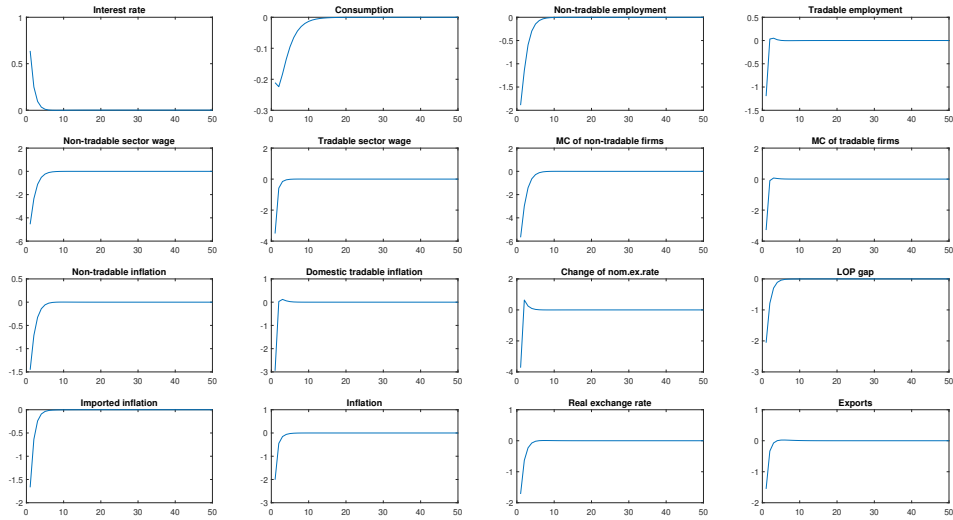 Interest rate
1
0.5
0
0 10 20 30 40 50
Consumption
0
-0.1
-0.2
-0.3
0 10 20 30 40 50
Non-tradable employment
0
-0.5
-1
-1.5
-2
0 10 20 30 40 50
Tradable employment
0.5
0
-0.5
-1
-1.5
0 10 20 30 40 50
Non-tradable sector wage
2
0
-2
-4
-6
0 10 20 30 40 50
Tradable sector wage
2
0
-2
-4
0 10 20 30 40 50
MC of non-tradable firms
2
0
-2
-4
-6
0 10 20 30 40 50
MC of tradable firms
2
0
-2
-4
0 10 20 30 40 50
Non-tradable inflation
0.5
0
-0.5
-1
-1.5
0 10 20 30 40 50
Domestic tradable inflation
1
0
-1
-2
-3
0 10 20 30 40 50
Change of nom.ex.rate
2
0
-2
-4
0 10 20 30 40 50
LOP gap
0
-1
-2
-3
0 10 20 30 40 50
Imported inflation
0
-0.5
-1
-1.5
-2
0 10 20 30 40 50
Inflation
1
0
-1
-2
-3
0 10 20 30 40 50
Real exchange rate
1
0
-1
-2
0 10 20 30 40 50
Exports
1
0
-1
-2
0 10 20 30 40 50